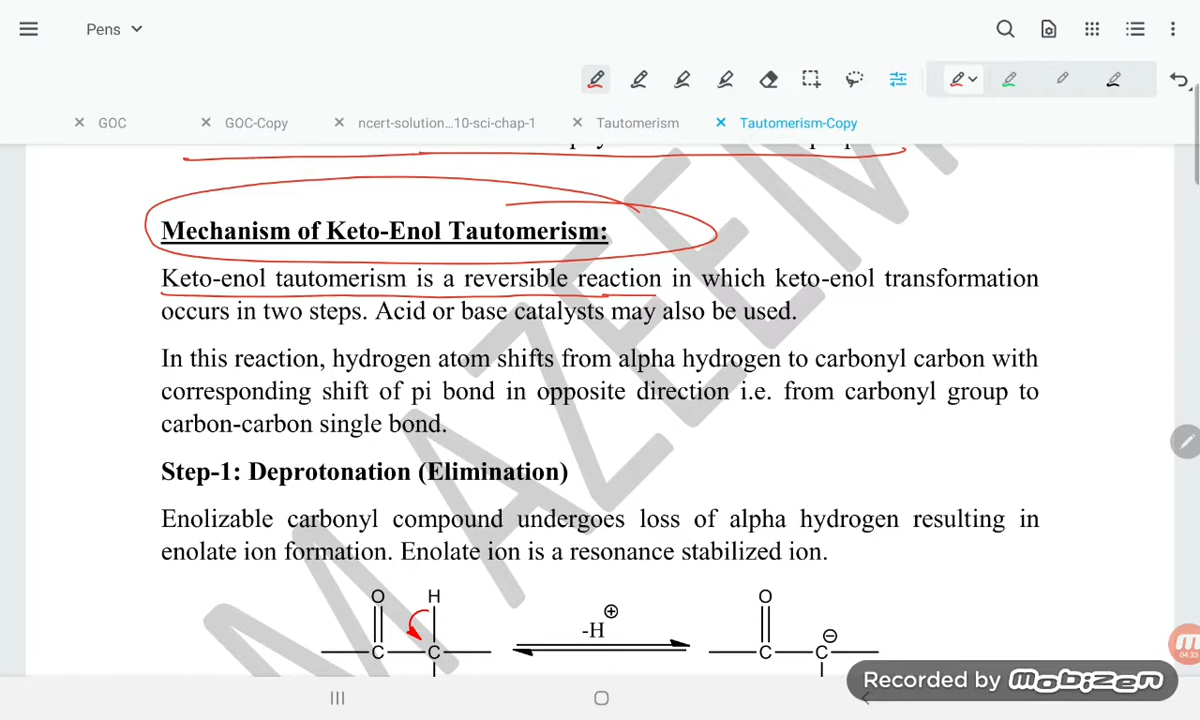 Pens
GOC
GOC-Copy
ncert-solution...10-sci-chap-1
Tautomerism
Tautomerism-Copy
Mechanism of Keto-Enol Tautomerism:
Keto-enol tautomerism is a reversible reaction in which keto-enol transformation
occurs in two steps. Acid or base catalysts may also be used.
In this reaction, hydrogen atom shifts from alpha hydrogen to carbonyl carbon with
corresponding shift of pi bond in opposite direction i.e. from carbonyl group to
carbon-carbon single bond.
Step-1: Deprotonation (Elimination)
Enolizable carbonyl compound undergoes loss of alpha hydrogen resulting in
enolate ion formation. Enolate ion is a resonance stabilized ion.
O H O
-H ⊕
⊖
C C C C
M AZEEM
04:33
Recorded by mobizen